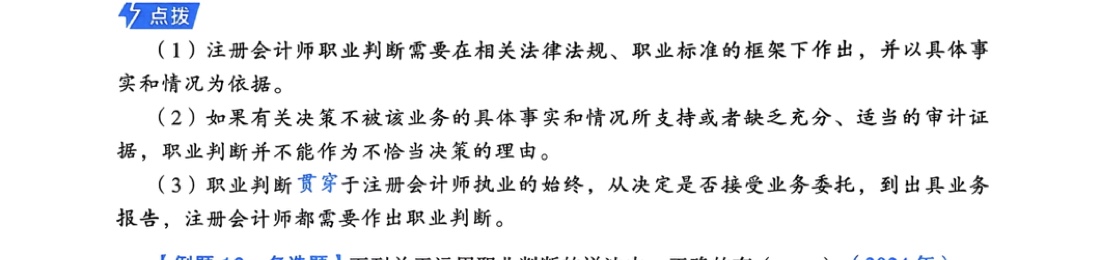 点拨
（1）注册会计师职业判断需要在相关法律法规、职业标准的框架下作出，并以具体事
实和情况为依据。
（2）如果有关决策不被该业务的具体事实和情况所支持或者缺乏充分、适当的审计证
据，职业判断并不能作为不恰当决策的理由。
（3）职业判断贯穿于注册会计师执业的始终，从决定是否接受业务委托，到出具业务
报告，注册会计师都需要作出职业判断。